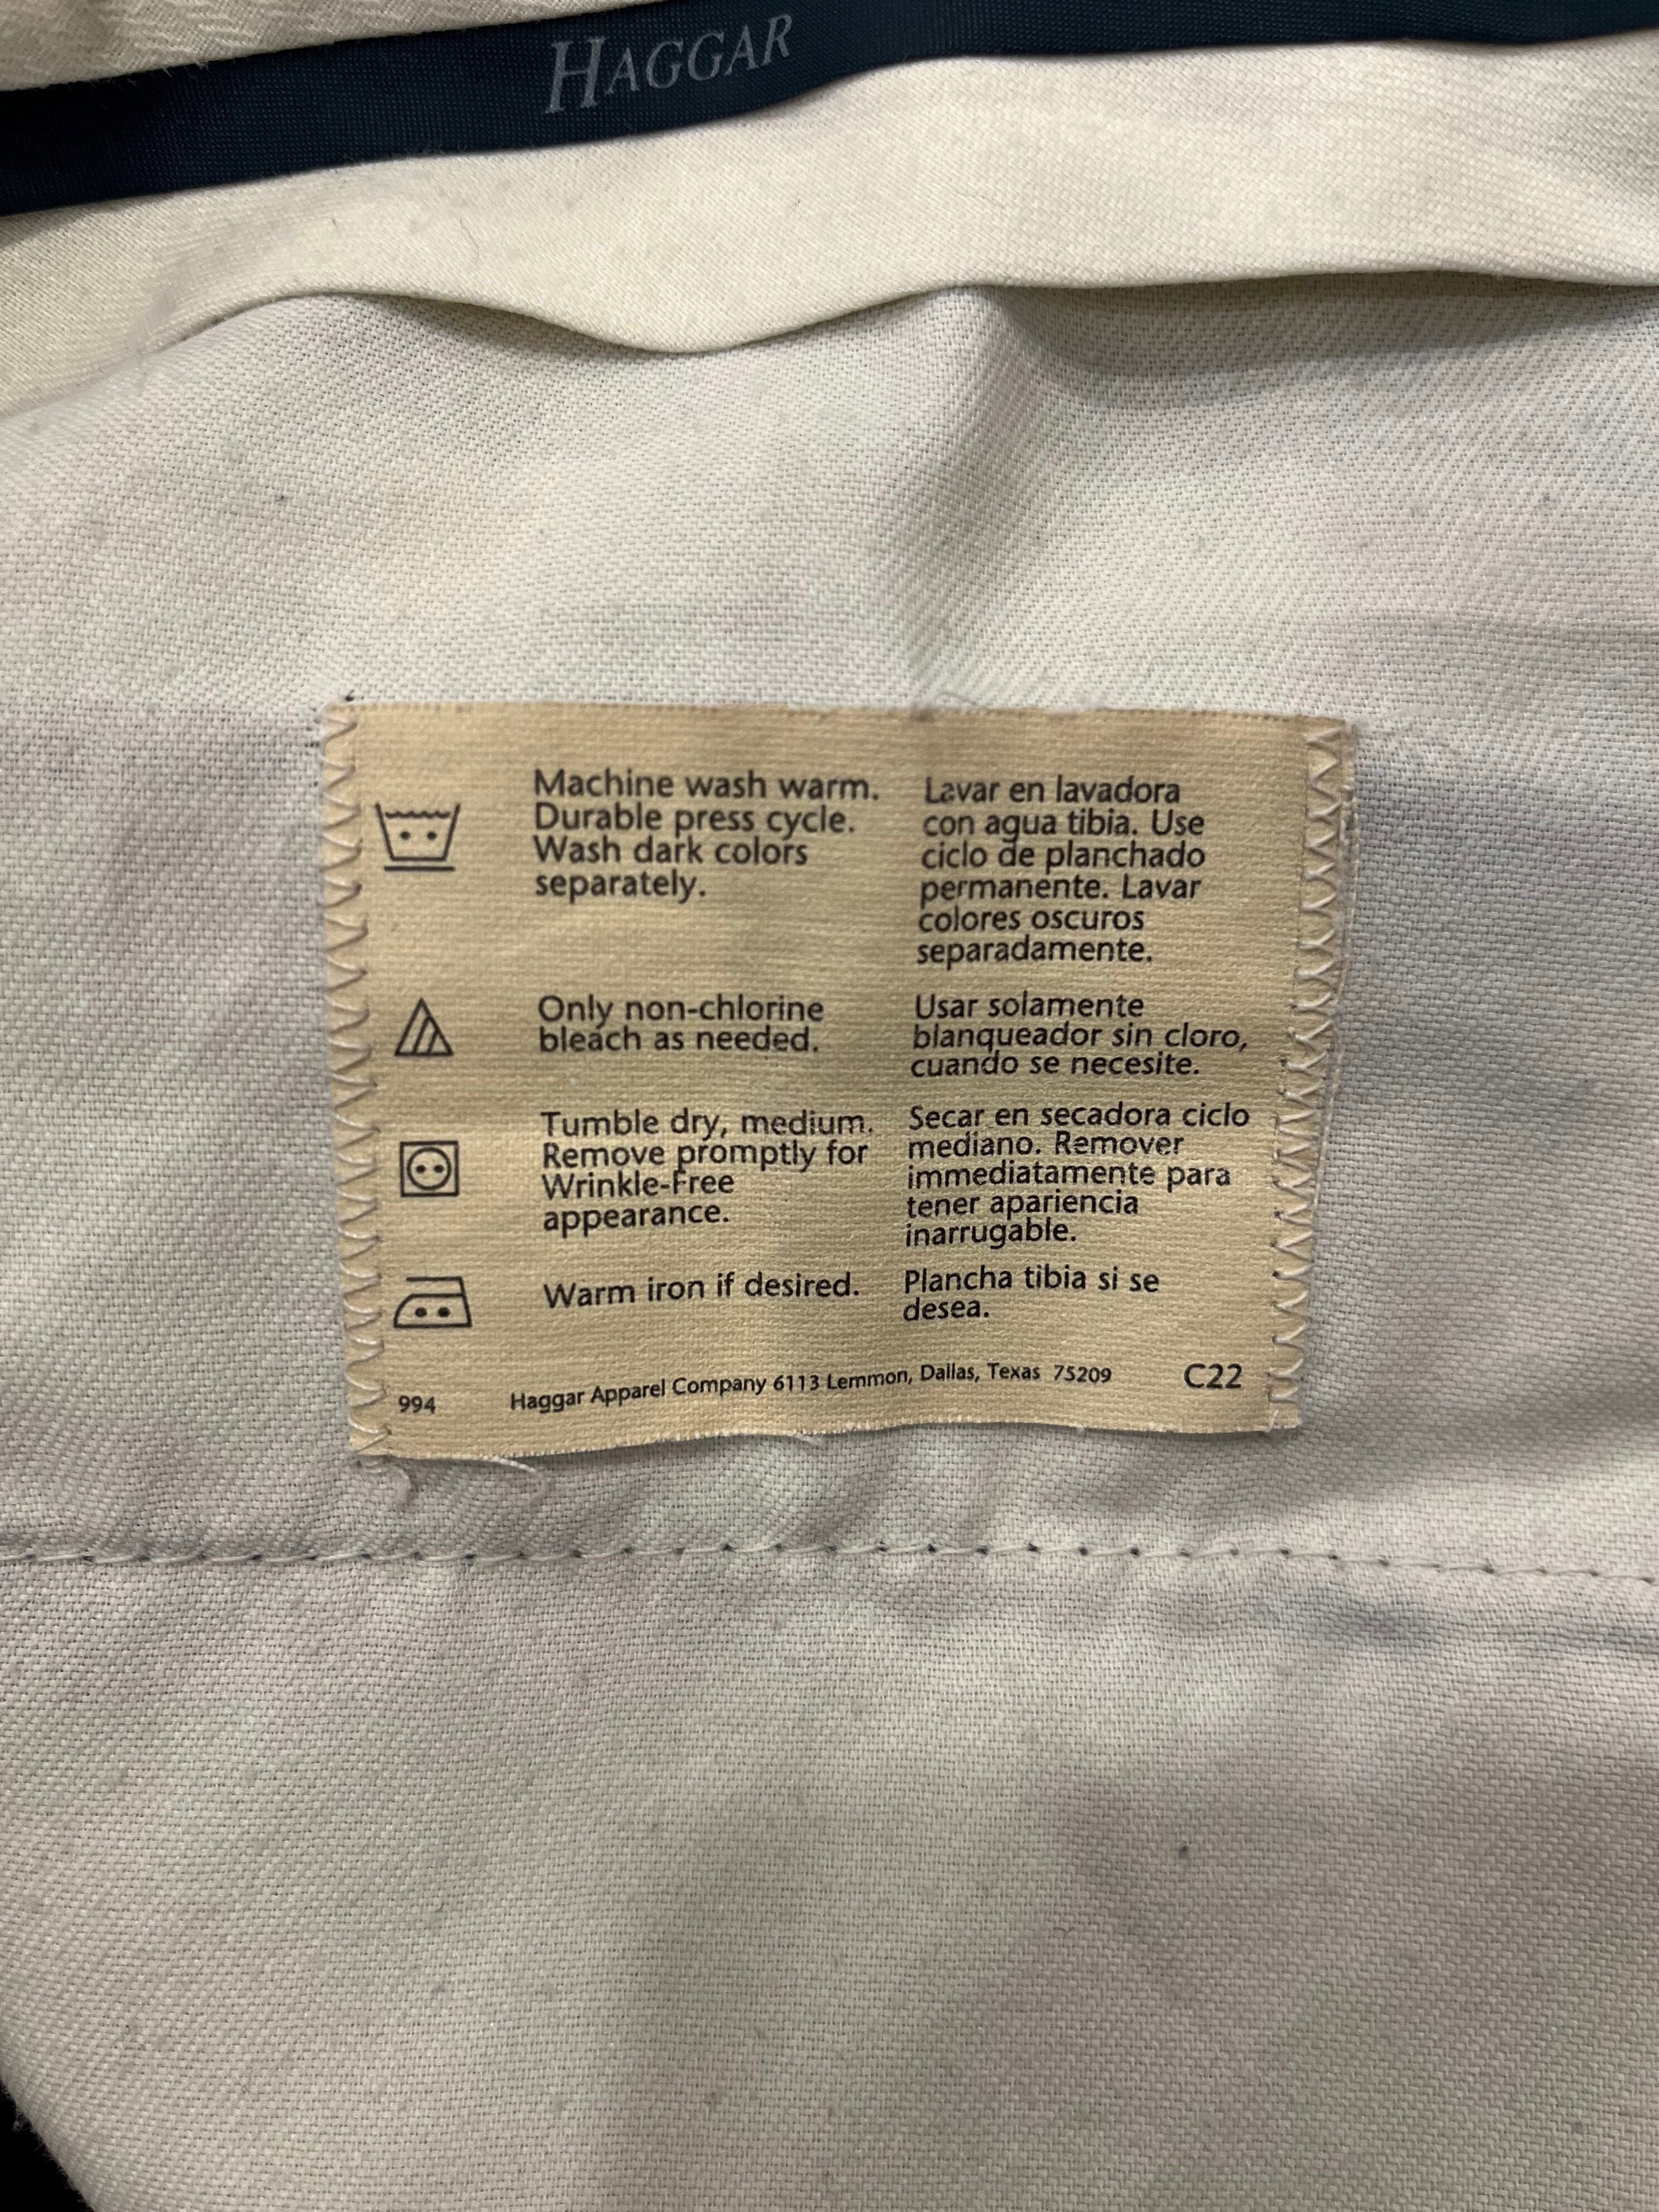 HAGGAR
Machine wash warm.
Durable press cycle.
Wash dark colors
separately.
Lavar en lavadora
con agua tibia. Use
ciclo de planchado
permanente. Lavar
colores oscuros
separadamente.
Only non-chlorine
bleach as needed.
Usar solamente
blanqueador sin cloro,
cuando se necesite.
Tumble dry, medium.
Remove promptly for
Wrinkle-Free
appearance.
Secar en secadora ciclo
mediano. Remover
immediatamente para
tener apariencia
inarrugable.
Warm iron if desired.
Plancha tibia si se
desea.
994
Haggar Apparel Company 6113 Lemmon, Dallas, Texas 75209
C22